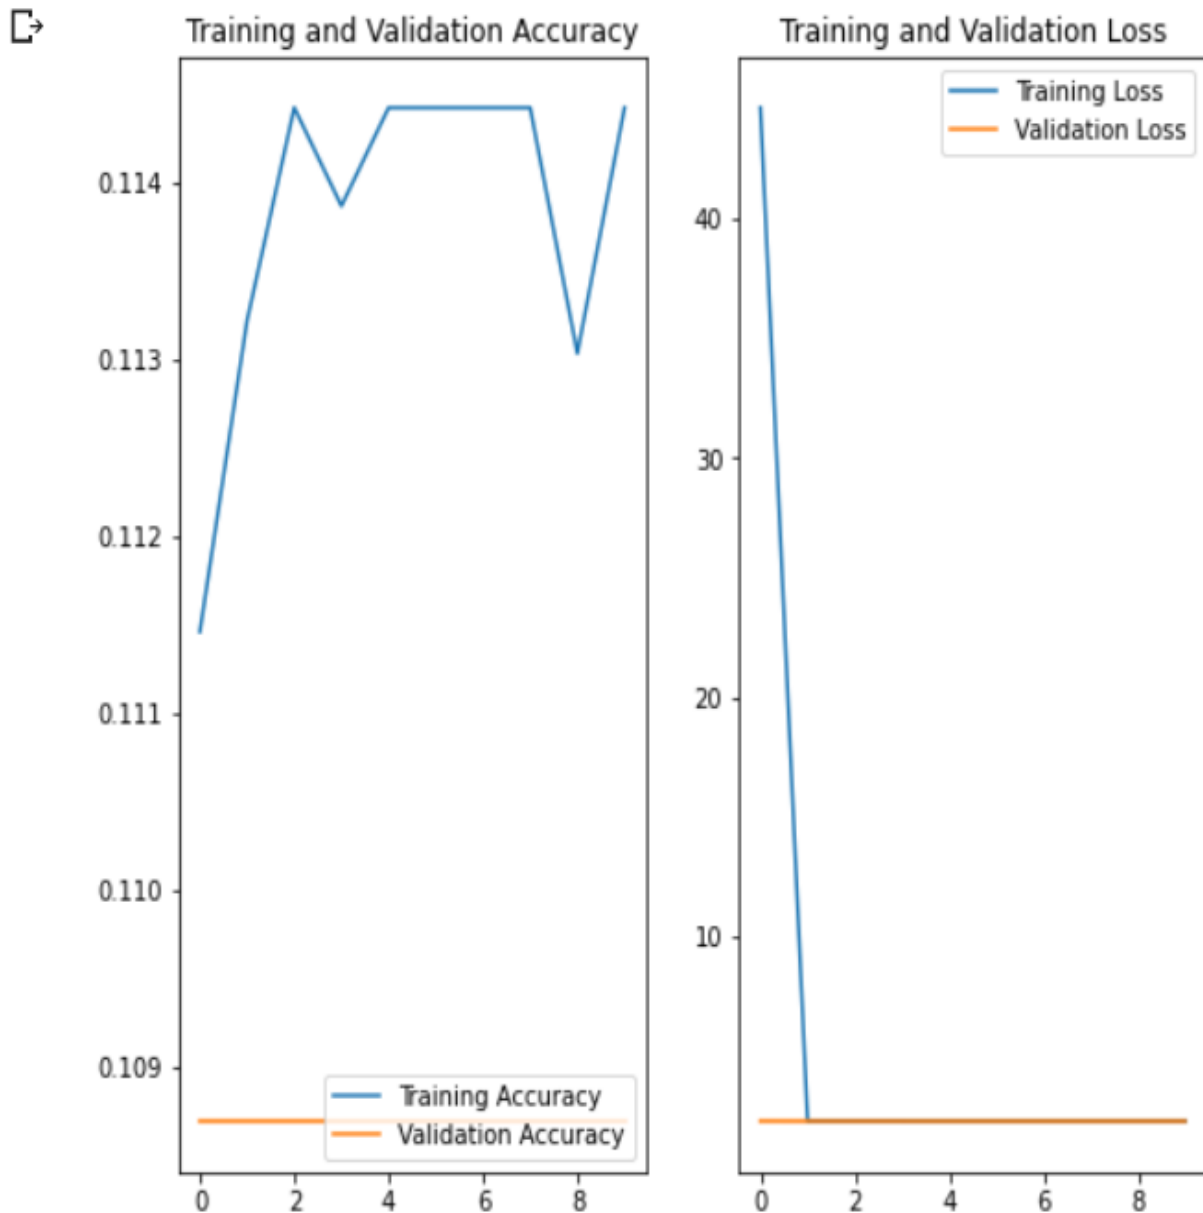 Training and Validation Accuracy
0.114
0.113
0.112
0.111
0.110
0.109
Training Accuracy
Validation Accuracy
0 2 4 6 8
Training and Validation Loss
Training Loss
Validation Loss
40
30
20
10
0 2 4 6 8